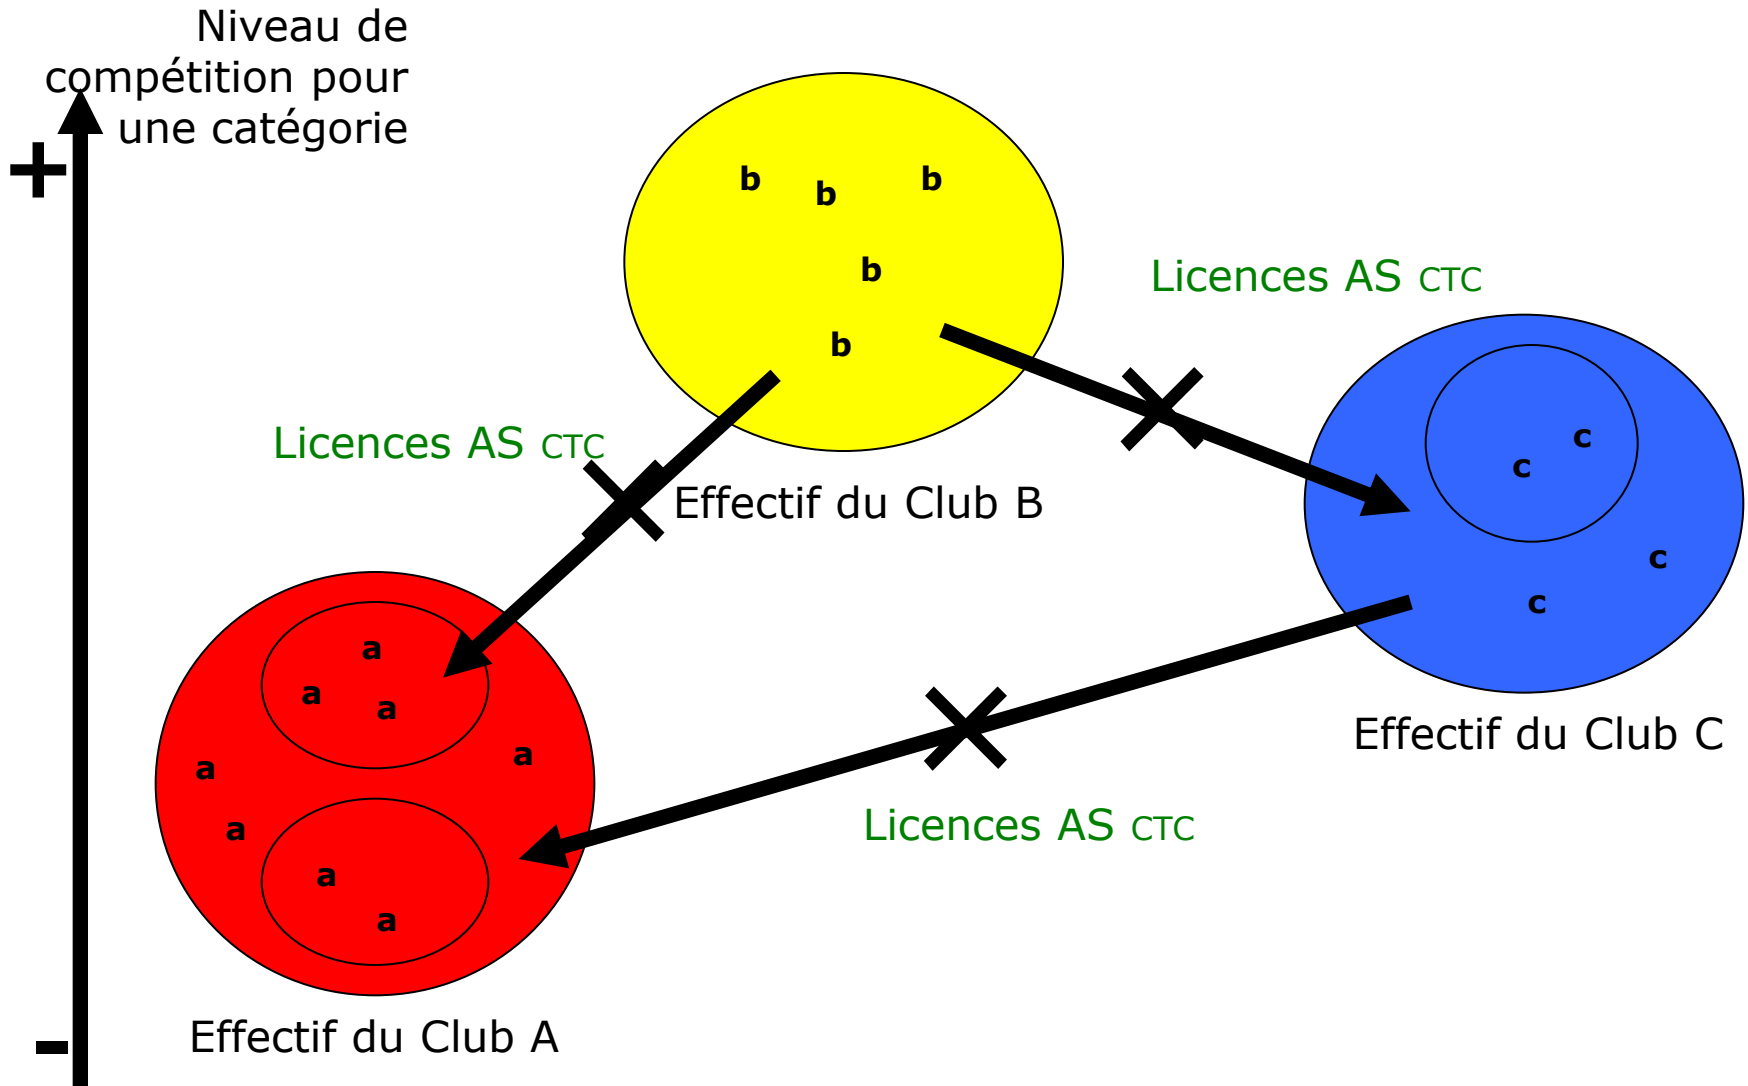 Niveau de
compétition pour
une catégorie
+
b
b
b
b
b
Licences AS CTC
Licences AS CTC
Effectif du Club B
c
c
c
c
Effectif du Club C
a
a
a
a
a
a
a
a
Licences AS CTC
Effectif du Club A
-